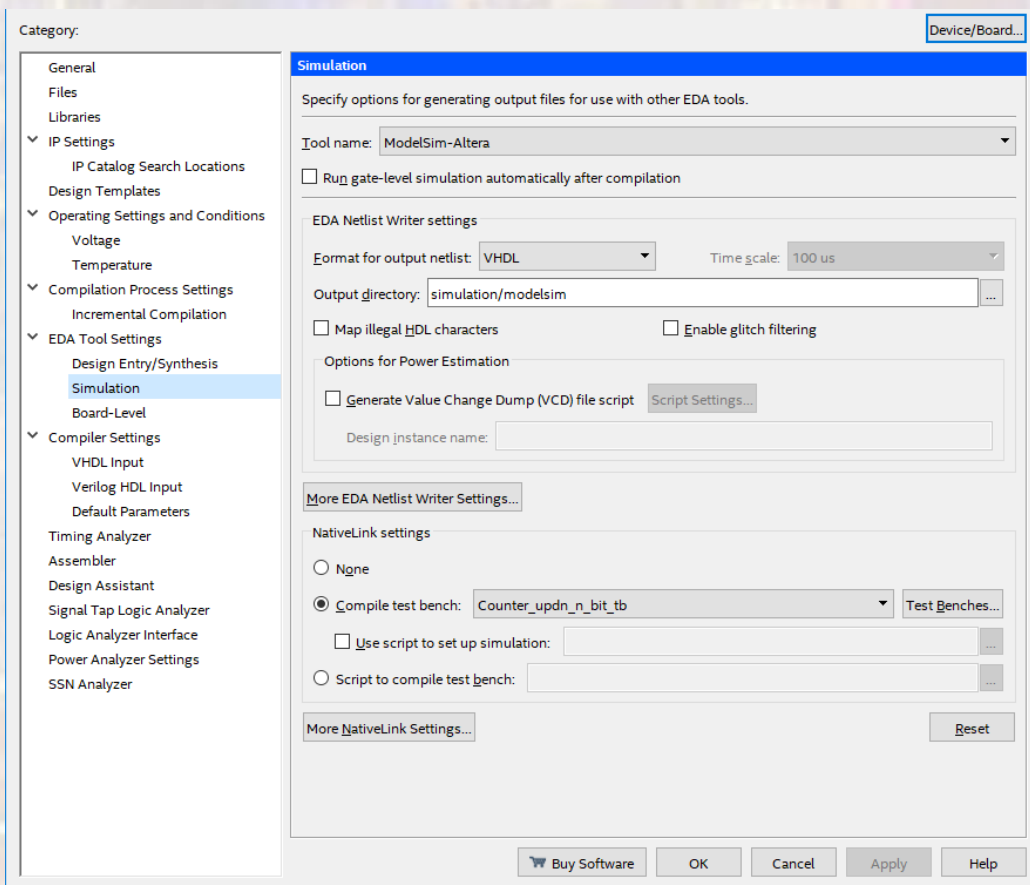 Category:
Device/Board...
General
Files
Libraries
IP Settings
IP Catalog Search Locations
Design Templates
Operating Settings and Conditions
Voltage
Temperature
Compilation Process Settings
Incremental Compilation
EDA Tool Settings
Design Entry/Synthesis
Simulation
Board-Level
Compiler Settings
VHDL Input
Verilog HDL Input
Default Parameters
Timing Analyzer
Assembler
Design Assistant
Signal Tap Logic Analyzer
Logic Analyzer Interface
Power Analyzer Settings
SSN Analyzer
Simulation
Specify options for generating output files for use with other EDA tools.
Tool name: ModelSim-Altera
Run gate-level simulation automatically after compilation
EDA Netlist Writer settings
Format for output netlist: VHDL Time scale: 100 us
Output directory: simulation/modelsim ...
Map illegal HDL characters Enable glitch filtering
Options for Power Estimation
Generate Value Change Dump (VCD) file script Script Settings...
Design instance name:
More EDA Netlist Writer Settings...
NativeLink settings
None
Compile test bench: Counter_updn_n_bit_tb Test Benches...
Use script to set up simulation: ...
Script to compile test bench: ...
More NativeLink Settings... Reset
Buy Software OK Cancel Apply Help